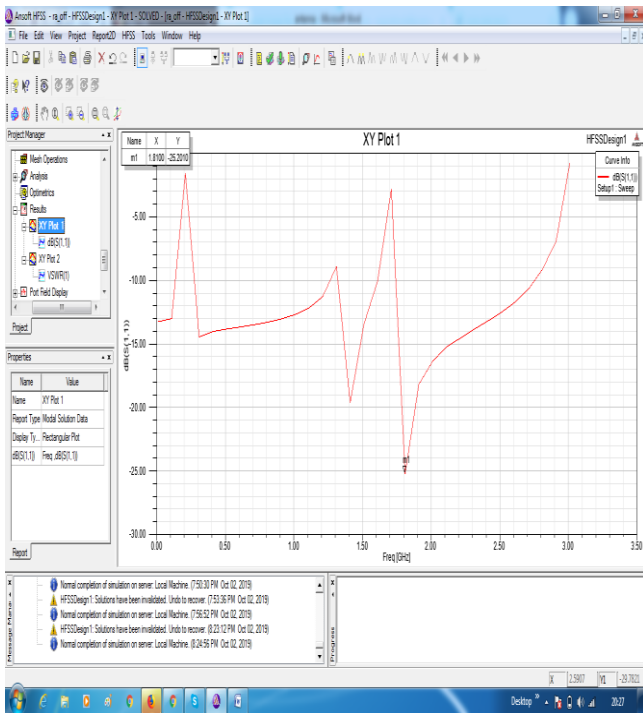 Ansoft HFSS - ra_off - HFSSDesign1 - XY Plot 1 - SOLVED - [ra_off - HFSSDesign1 - XY Plot 1]
File Edit View Project Report2D HFSS Tools Window Help
Project Manager
Mesh Operations
Analysis
Optimetrics
Results
XY Plot 1
dB(S(1,1))
XY Plot 2
VSWR(1)
Port Field Display
Project
Properties
Name Value
Name XY Plot 1
Report Type Modal Solution Data
Display Ty... Rectangular Plot
dB(S(1,1)) Freq ,dB(S(1,1))
Report
Name X Y
m1 1.8100 -25.2010
XY Plot 1
HFSSDesign1
ANSOFT
Curve Info
dB(S(1,1))
Setup1 : Sweep
-5.00
-10.00
-15.00
-20.00
-25.00
-30.00
dB(S(1,1))
m1
0.00 0.50 1.00 1.50 2.00 2.50 3.00 3.50
Freq [GHz]
Normal completion of simulation on server: Local Machine. (7:50:30 PM Oct 02, 2019)
HFSSDesign1: Solutions have been invalidated. Undo to recover. (7:53:36 PM Oct 02, 2019)
Normal completion of simulation on server: Local Machine. (7:56:52 PM Oct 02, 2019)
HFSSDesign1: Solutions have been invalidated. Undo to recover. (8:23:12 PM Oct 02, 2019)
Normal completion of simulation on server: Local Machine. (8:24:56 PM Oct 02, 2019)
Progress
X 2.5907 Y1 -29.7821
Desktop 20:27